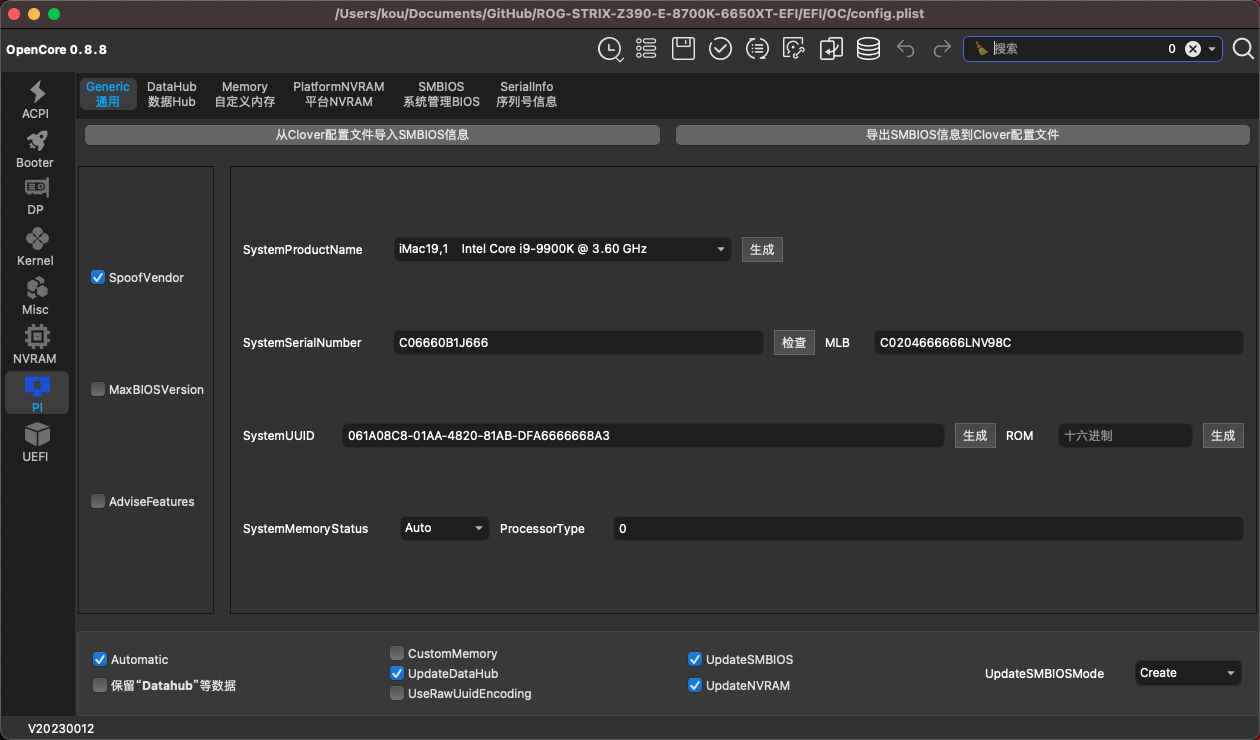 /Users/kou/Documents/GitHub/ROG-STRIX-Z390-E-8700K-6650XT-EFI/EFI/OC/config.plist
OpenCore 0.8.8
搜索 0
ACPI
Booter
DP
Kernel
Misc
NVRAM
PI
UEFI
Generic DataHub Memory PlatformNVRAM SMBIOS SerialInfo
通用 数据Hub 自定义内存 平台NVRAM 系统管理BIOS 序列号信息
从Clover配置文件导入SMBIOS信息 导出SMBIOS信息到Clover配置文件
SpoofVendor
MaxBIOSVersion
AdviseFeatures
SystemProductName iMac19,1 Intel Core i9-9900K @ 3.60 GHz 生成
SystemSerialNumber C06660B1J666 检查 MLB C0204666666LNV98C
SystemUUID 061A08C8-01AA-4820-81AB-DFA6666668A3 生成 ROM 十六进制 生成
SystemMemoryStatus Auto ProcessorType 0
Automatic
保留“Datahub”等数据
CustomMemory
UpdateDataHub
UseRawUuidEncoding
UpdateSMBIOS
UpdateNVRAM
UpdateSMBIOSMode Create
V20230012